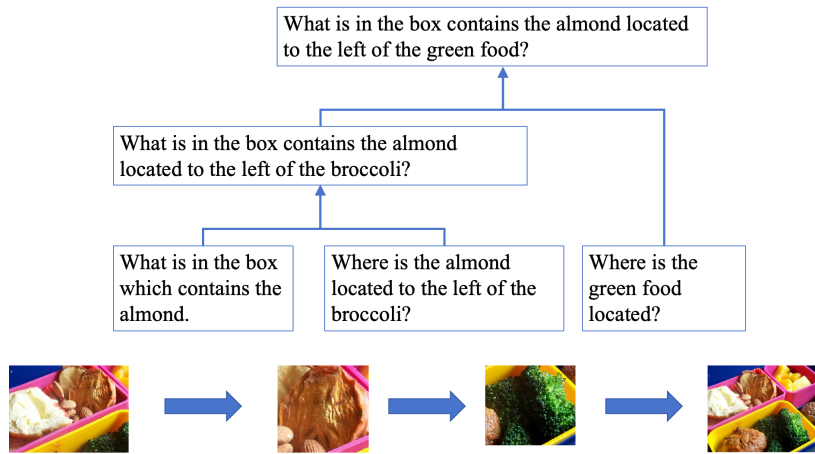 What is in the box contains the almond located
to the left of the green food?
What is in the box contains the almond
located to the left of the broccoli?
What is in the box
which contains the
almond.
Where is the almond
located to the left of the
broccoli?
Where is the
green food
located?